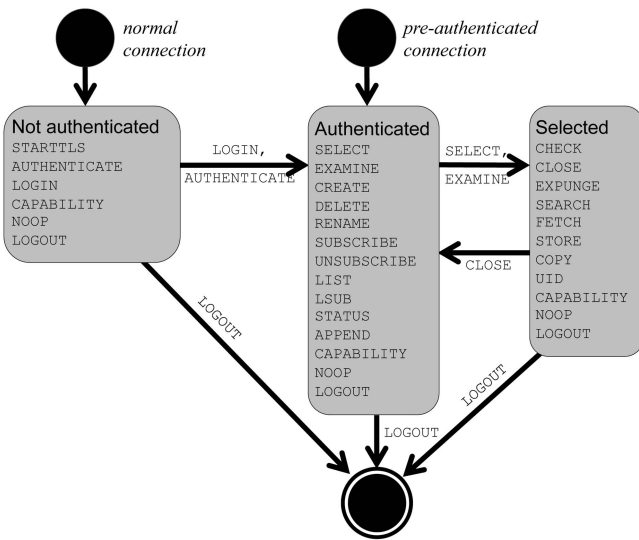 normal
connection
pre-authenticated
connection
Not authenticated
STARTTLS
AUTHENTICATE
LOGIN
CAPABILITY
NOOP
LOGOUT
LOGIN,
AUTHENTICATE
Authenticated
SELECT
EXAMINE
CREATE
DELETE
RENAME
SUBSCRIBE
UNSUBSCRIBE
LIST
LSUB
STATUS
APPEND
CAPABILITY
NOOP
LOGOUT
SELECT,
EXAMINE
CLOSE
Selected
CHECK
CLOSE
EXPUNGE
SEARCH
FETCH
STORE
COPY
UID
CAPABILITY
NOOP
LOGOUT
LOGOUT
LOGOUT
LOGOUT